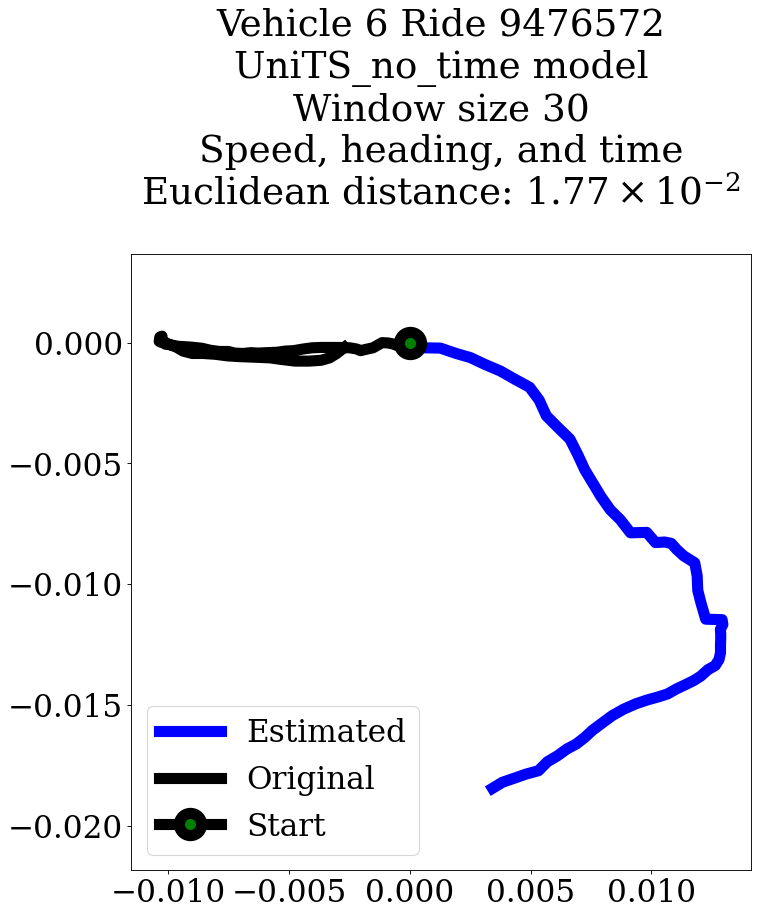 Vehicle 6 Ride 9476572
UniTS_no_time model
Window size 30
Speed, heading, and time
Euclidean distance: 1.77 × 10⁻²
0.000
−0.005
−0.010
−0.015
−0.020
Estimated
Original
Start
−0.010 −0.005 0.000 0.005 0.010